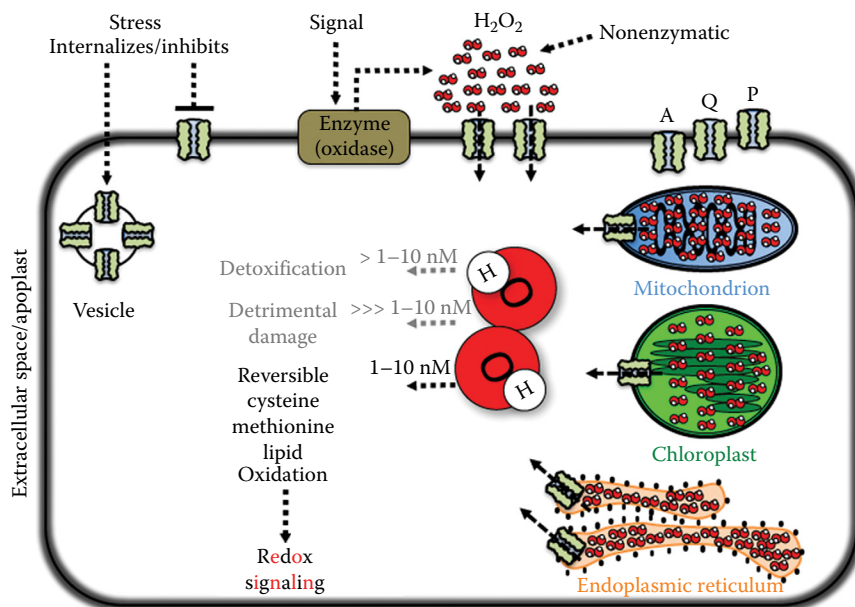 Stress
Internalizes/inhibits
Signal
H₂O₂
Nonenzymatic
Enzyme
(oxidase)
A
Q
P
Extracellular space/apoplast
Vesicle
Mitochondrion
Detoxification
> 1–10 nM
Detrimental
damage
>>> 1–10 nM
1–10 nM
H
O
O
H
Reversible
cysteine
methionine
lipid
Oxidation
Redox
signaling
Chloroplast
Endoplasmic reticulum